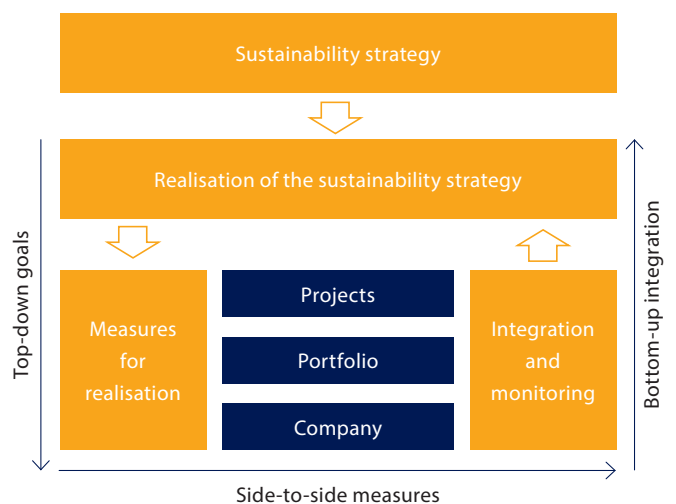 Sustainability strategy
Realisation of the sustainability strategy
Top-down goals
Measures
for
realisation
Projects
Portfolio
Company
Integration
and
monitoring
Bottom-up integration
Side-to-side measures